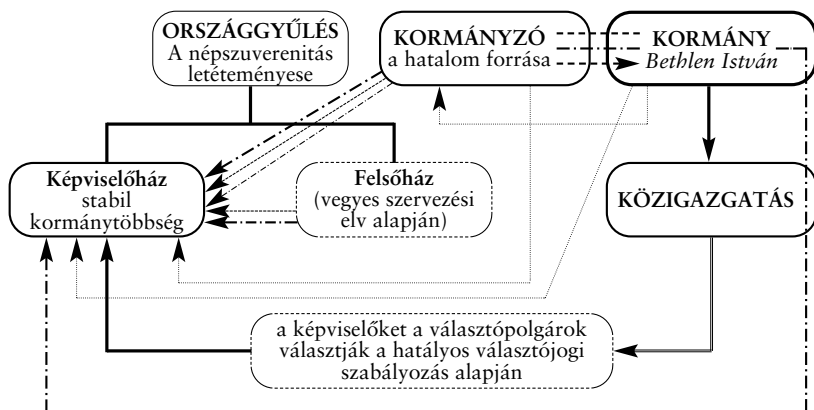 ORSZÁGGYŰLÉS
A népszuverenitás
letéteményese
KORMÁNYZÓ
a hatalom forrása
KORMÁNY
Bethlen István
Képviselőház
stabil
kormánytöbbség
Felsőház
(vegyes szervezési
elv alapján)
KÖZIGAZGATÁS
a képviselőket a választópolgárok
választják a hatályos választójogi
szabályozás alapján